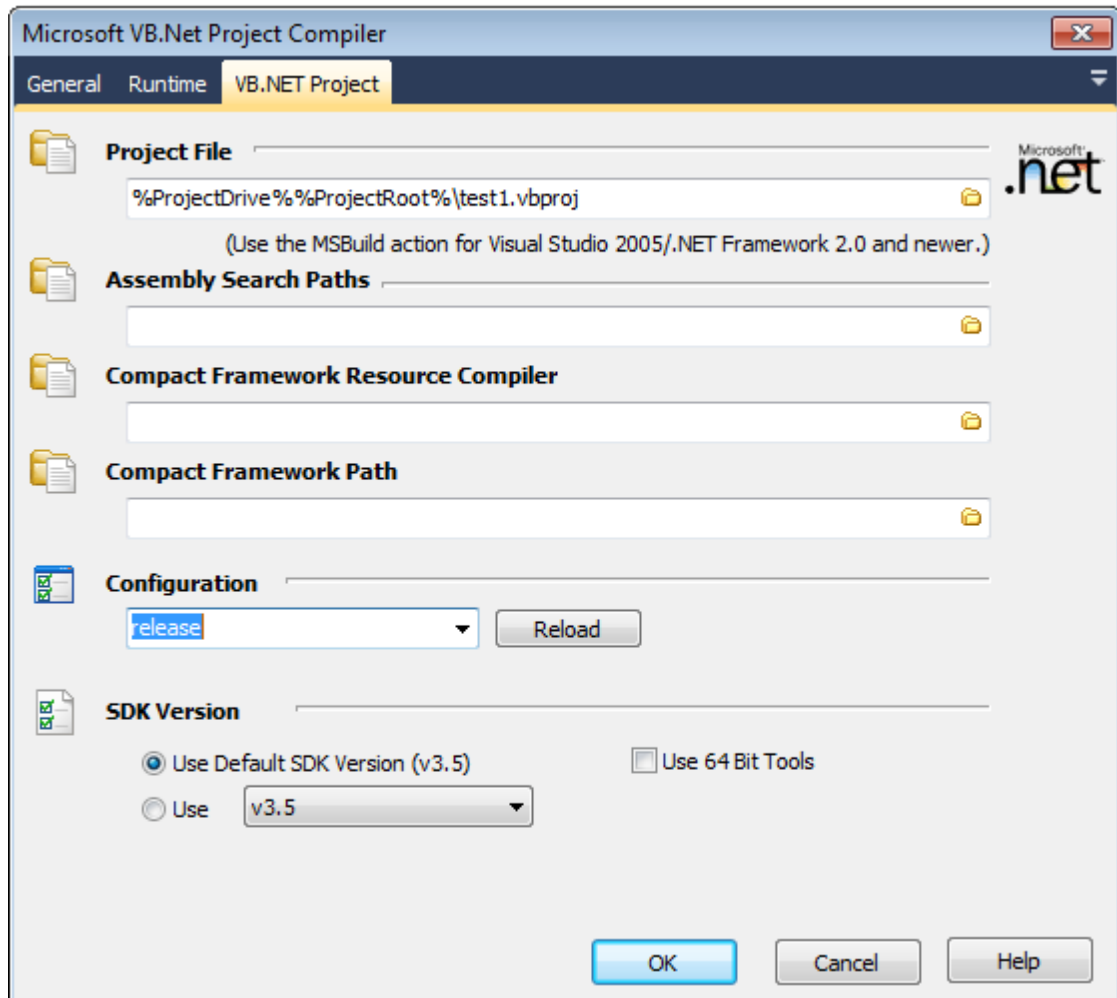 Microsoft VB.Net Project Compiler
General Runtime VB.NET Project
Project File
Microsoft
.net
%ProjectDrive%%ProjectRoot%\test1.vbproj
(Use the MSBuild action for Visual Studio 2005/.NET Framework 2.0 and newer.)
Assembly Search Paths
Compact Framework Resource Compiler
Compact Framework Path
Configuration
release Reload
SDK Version
Use Default SDK Version (v3.5) Use 64 Bit Tools
Use v3.5
OK Cancel Help